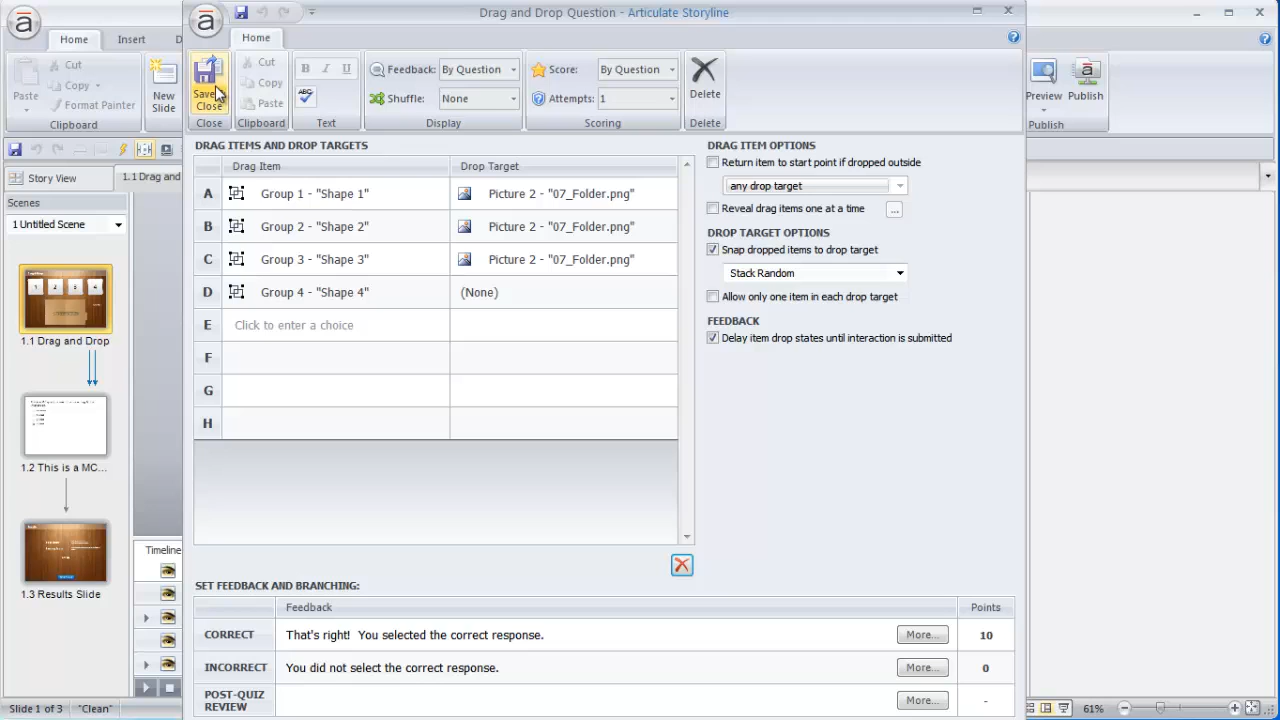 Drag and Drop Question - Articulate Storyline
Home
Insert
D
Home
Paste
Cut
Copy
Format Painter
Clipboard
New
Slide
Save
Close
Close
Cut
Copy
Paste
Clipboard
B I U
ABC
Text
Feedback: By Question
Shuffle: None
Display
Score: By Question
Attempts: 1
Scoring
Delete
Delete
Preview
Publish
Publish
Story View
1.1 Drag and
Scenes
1 Untitled Scene
1 2 3 4
1.1 Drag and Drop
1.2 This is a MC...
1.3 Results Slide
Timeline
DRAG ITEMS AND DROP TARGETS
Drag Item Drop Target
A Group 1 - "Shape 1" Picture 2 - "07_Folder.png"
B Group 2 - "Shape 2" Picture 2 - "07_Folder.png"
C Group 3 - "Shape 3" Picture 2 - "07_Folder.png"
D Group 4 - "Shape 4" (None)
E Click to enter a choice
F
G
H
DRAG ITEM OPTIONS
Return item to start point if dropped outside
any drop target
Reveal drag items one at a time ...
DROP TARGET OPTIONS
Snap dropped items to drop target
Stack Random
Allow only one item in each drop target
FEEDBACK
Delay item drop states until interaction is submitted
SET FEEDBACK AND BRANCHING:
Feedback Points
CORRECT That's right! You selected the correct response. More... 10
INCORRECT You did not select the correct response. More... 0
POST-QUIZ
REVIEW More... -
Slide 1 of 3 "Clean" 61%